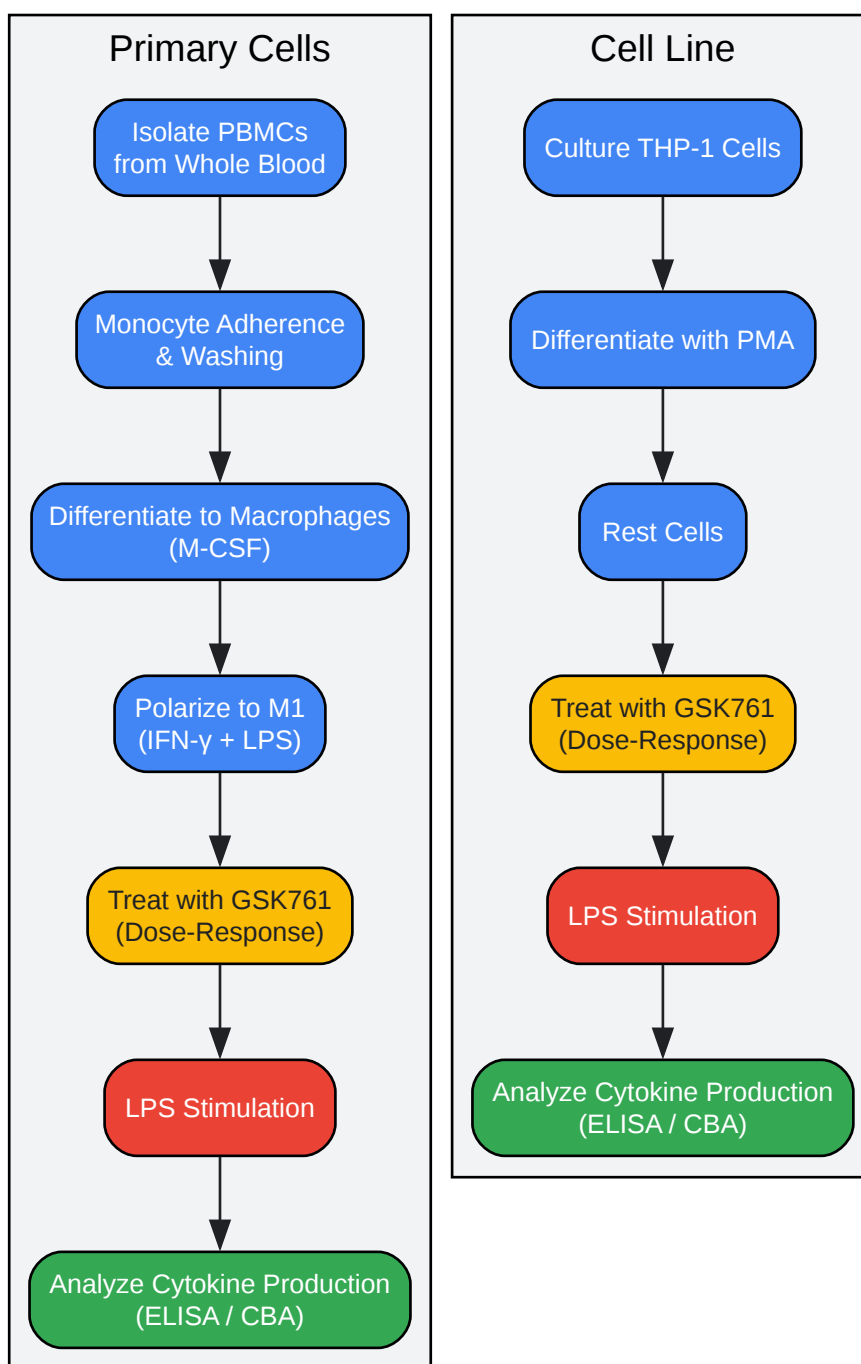 Primary Cells
Isolate PBMCs
from Whole Blood
Monocyte Adherence
& Washing
Differentiate to Macrophages
(M-CSF)
Polarize to M1
(IFN-γ + LPS)
Treat with GSK761
(Dose-Response)
LPS Stimulation
Analyze Cytokine Production
(ELISA / CBA)
Cell Line
Culture THP-1 Cells
Differentiate with PMA
Rest Cells
Treat with GSK761
(Dose-Response)
LPS Stimulation
Analyze Cytokine Production
(ELISA / CBA)